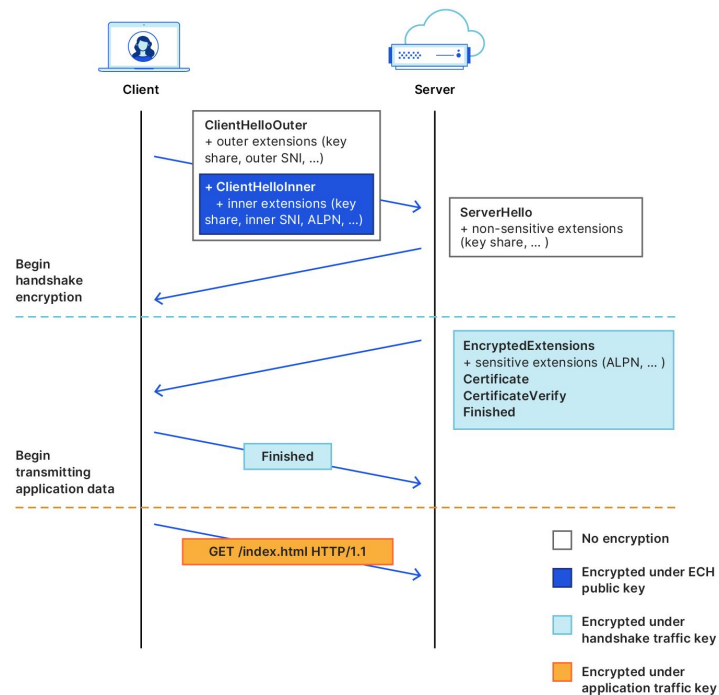 Client
Server
ClientHelloOuter
+ outer extensions (key
share, outer SNI, ...)
+ ClientHelloInner
+ inner extensions (key
share, inner SNI, ALPN, ...)
ServerHello
+ non-sensitive extensions
(key share, ... )
Begin
handshake
encryption
EncryptedExtensions
+ sensitive extensions (ALPN, ... )
Certificate
CertificateVerify
Finished
Finished
Begin
transmitting
application data
GET /index.html HTTP/1.1
No encryption
Encrypted under ECH
public key
Encrypted under
handshake traffic key
Encrypted under
application traffic key